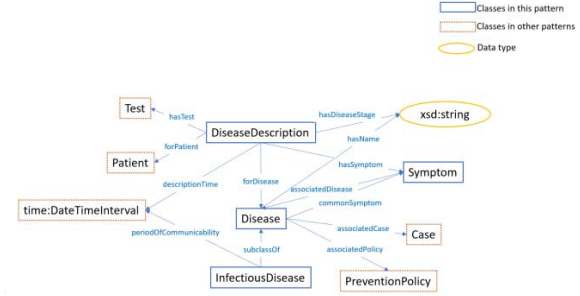 Classes in this pattern
Classes in other patterns
Data type
Test
hasTest
DiseaseDescription
hasDiseaseStage
xsd:string
forPatient
hasName
Patient
hasSymptom
descriptionTime
forDisease
associatedDisease
Symptom
commonSymptom
time:DateTimeInterval
Disease
periodOfCommunicability
associatedCase
Case
subclassOf
associatedPolicy
InfectiousDisease
PreventionPolicy